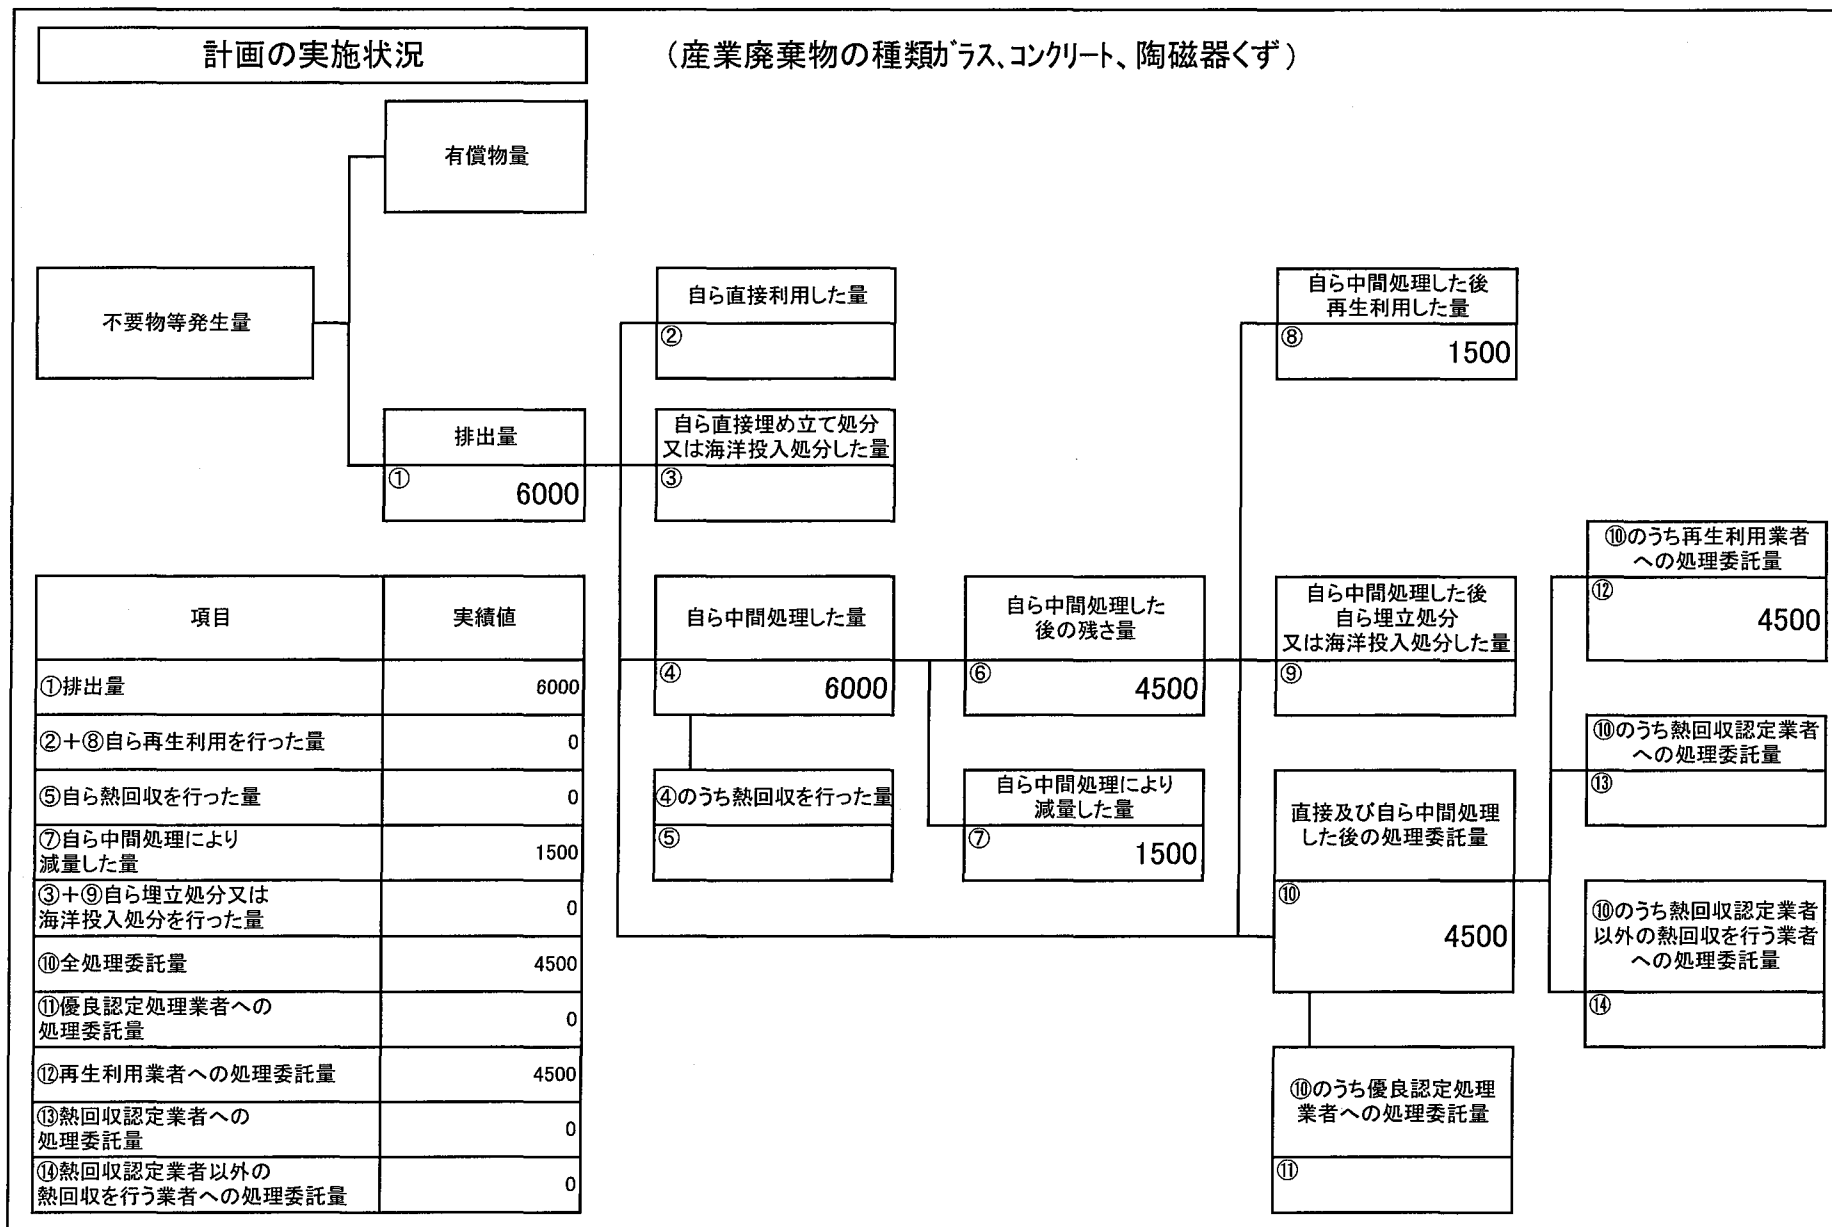 計画の実施状況
(産業廃棄物の種類ガラス、コンクリート、陶磁器くず)
有償物量
不要物等発生量
排出量
①
6000
自ら直接利用した量
②
自ら直接埋め立て処分
又は海洋投入処分した量
③
自ら中間処理した後
再生利用した量
⑧
1500
自ら中間処理した量
④
6000
④のうち熱回収を行った量
⑤
自ら中間処理した
後の残さ量
⑥
4500
自ら中間処理により
減量した量
⑦
1500
自ら中間処理した後
自ら埋立処分
又は海洋投入処分した量
⑨
直接及び自ら中間処理
した後の処理委託量
⑩
4500
⑩のうち優良認定処理
業者への処理委託量
⑪
⑩のうち再生利用業者
への処理委託量
⑫
4500
⑩のうち熱回収認定業者
への処理委託量
⑬
⑩のうち熱回収認定業者
以外の熱回収を行う業者
への処理委託量
⑭
項目 実績値
①排出量 6000
②+⑧自ら再生利用を行った量 0
⑤自ら熱回収を行った量 0
⑦自ら中間処理により
減量した量 1500
③+⑨自ら埋立処分又は
海洋投入処分を行った量 0
⑩全処理委託量 4500
⑪優良認定処理業者への
処理委託量 0
⑫再生利用業者への処理委託量 4500
⑬熱回収認定業者への
処理委託量 0
⑭熱回収認定業者以外の
熱回収を行う業者への処理委託量 0